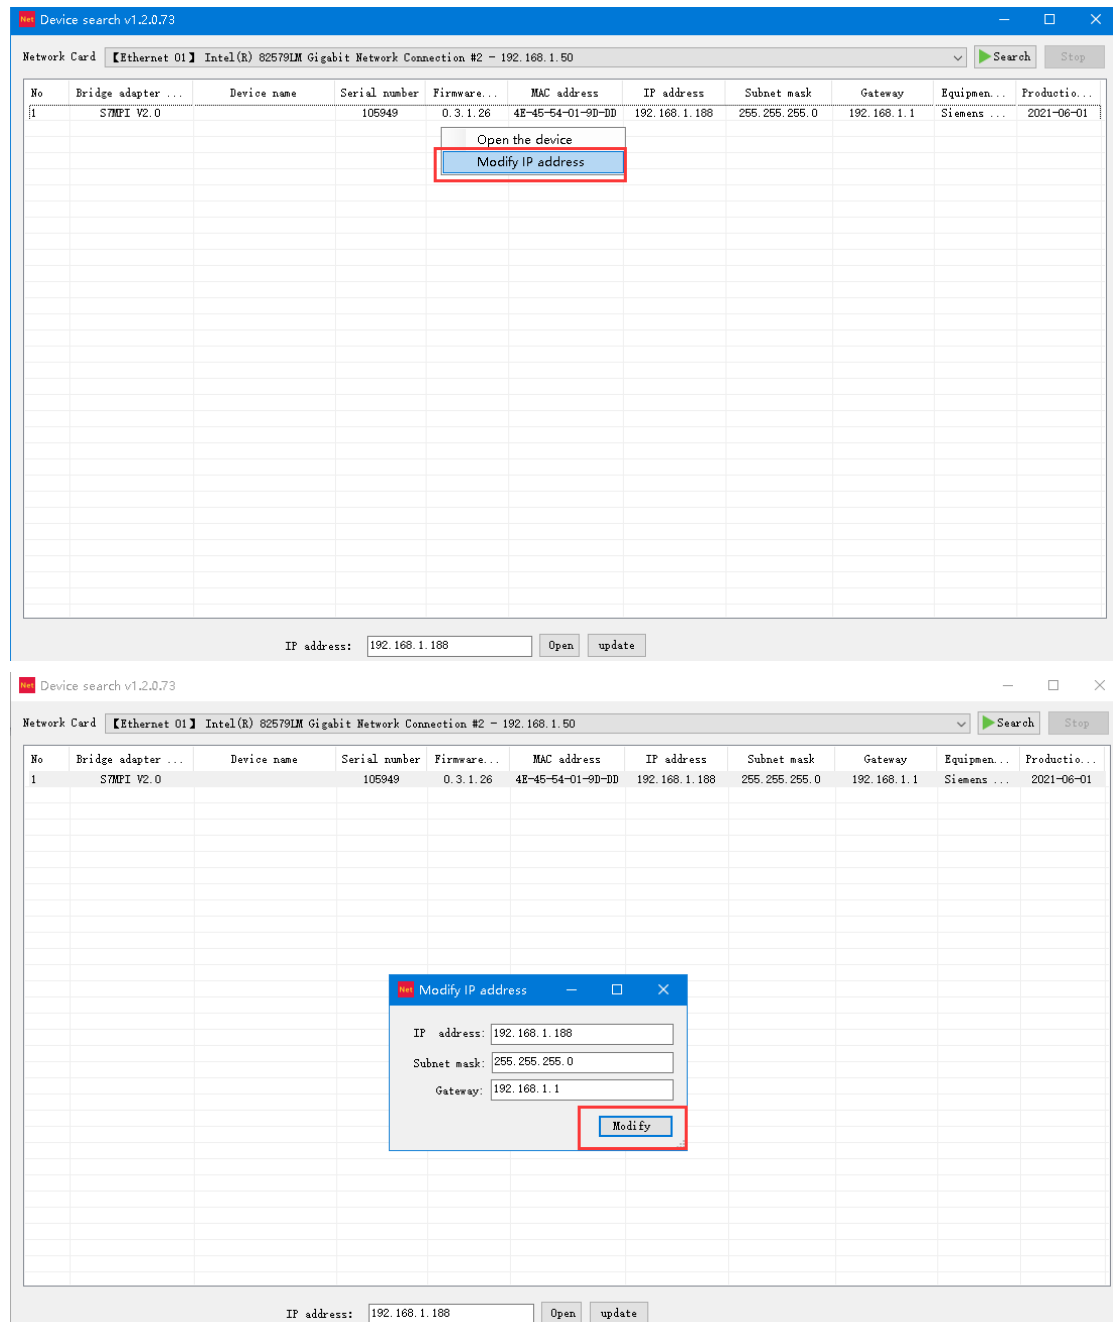 Net Device search v1.2.0.73
Network Card 【Ethernet 01】 Intel(R) 82579LM Gigabit Network Connection #2 - 192.168.1.50 Search Stop
No Bridge adapter ... Device name Serial number Firmware... MAC address IP address Subnet mask Gateway Equipmen... Productio...
1 S7MPI V2.0 105949 0.3.1.26 4E-45-54-01-9D-DD 192.168.1.188 255.255.255.0 192.168.1.1 Siemens ... 2021-06-01
Open the device
Modify IP address
IP address: 192.168.1.188 Open update
Net Device search v1.2.0.73
Network Card 【Ethernet 01】 Intel(R) 82579LM Gigabit Network Connection #2 - 192.168.1.50 Search Stop
No Bridge adapter ... Device name Serial number Firmware... MAC address IP address Subnet mask Gateway Equipmen... Productio...
1 S7MPI V2.0 105949 0.3.1.26 4E-45-54-01-9D-DD 192.168.1.188 255.255.255.0 192.168.1.1 Siemens ... 2021-06-01
Net Modify IP address
IP address: 192.168.1.188
Subnet mask: 255.255.255.0
Gateway: 192.168.1.1
Modify
IP address: 192.168.1.188 Open update